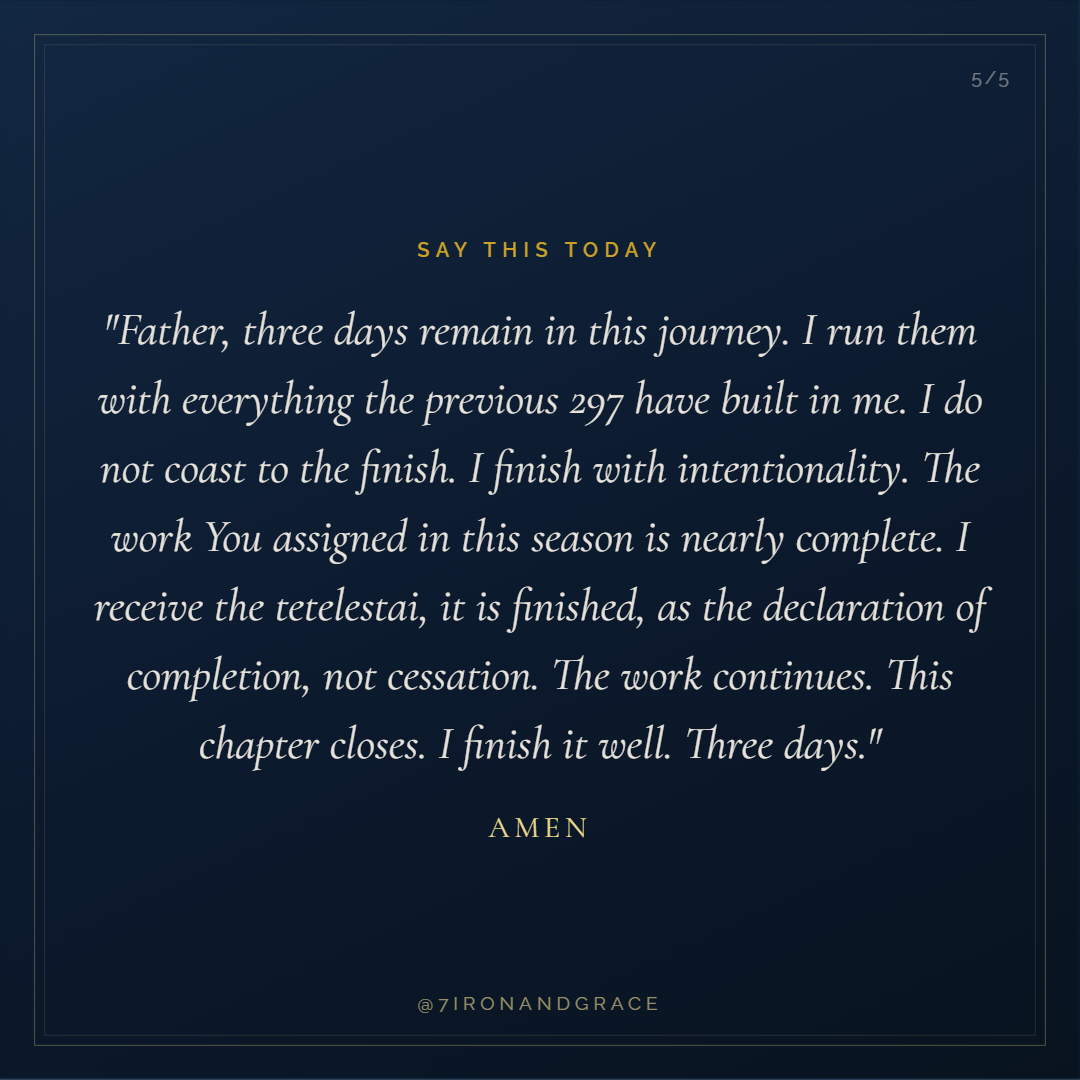 5/5
SAY THIS TODAY
"Father, three days remain in this journey. I run them
with everything the previous 297 have built in me. I do
not coast to the finish. I finish with intentionality. The
work You assigned in this season is nearly complete. I
receive the tetelestai, it is finished, as the declaration of
completion, not cessation. The work continues. This
chapter closes. I finish it well. Three days."
AMEN
@7IRONANDGRACE